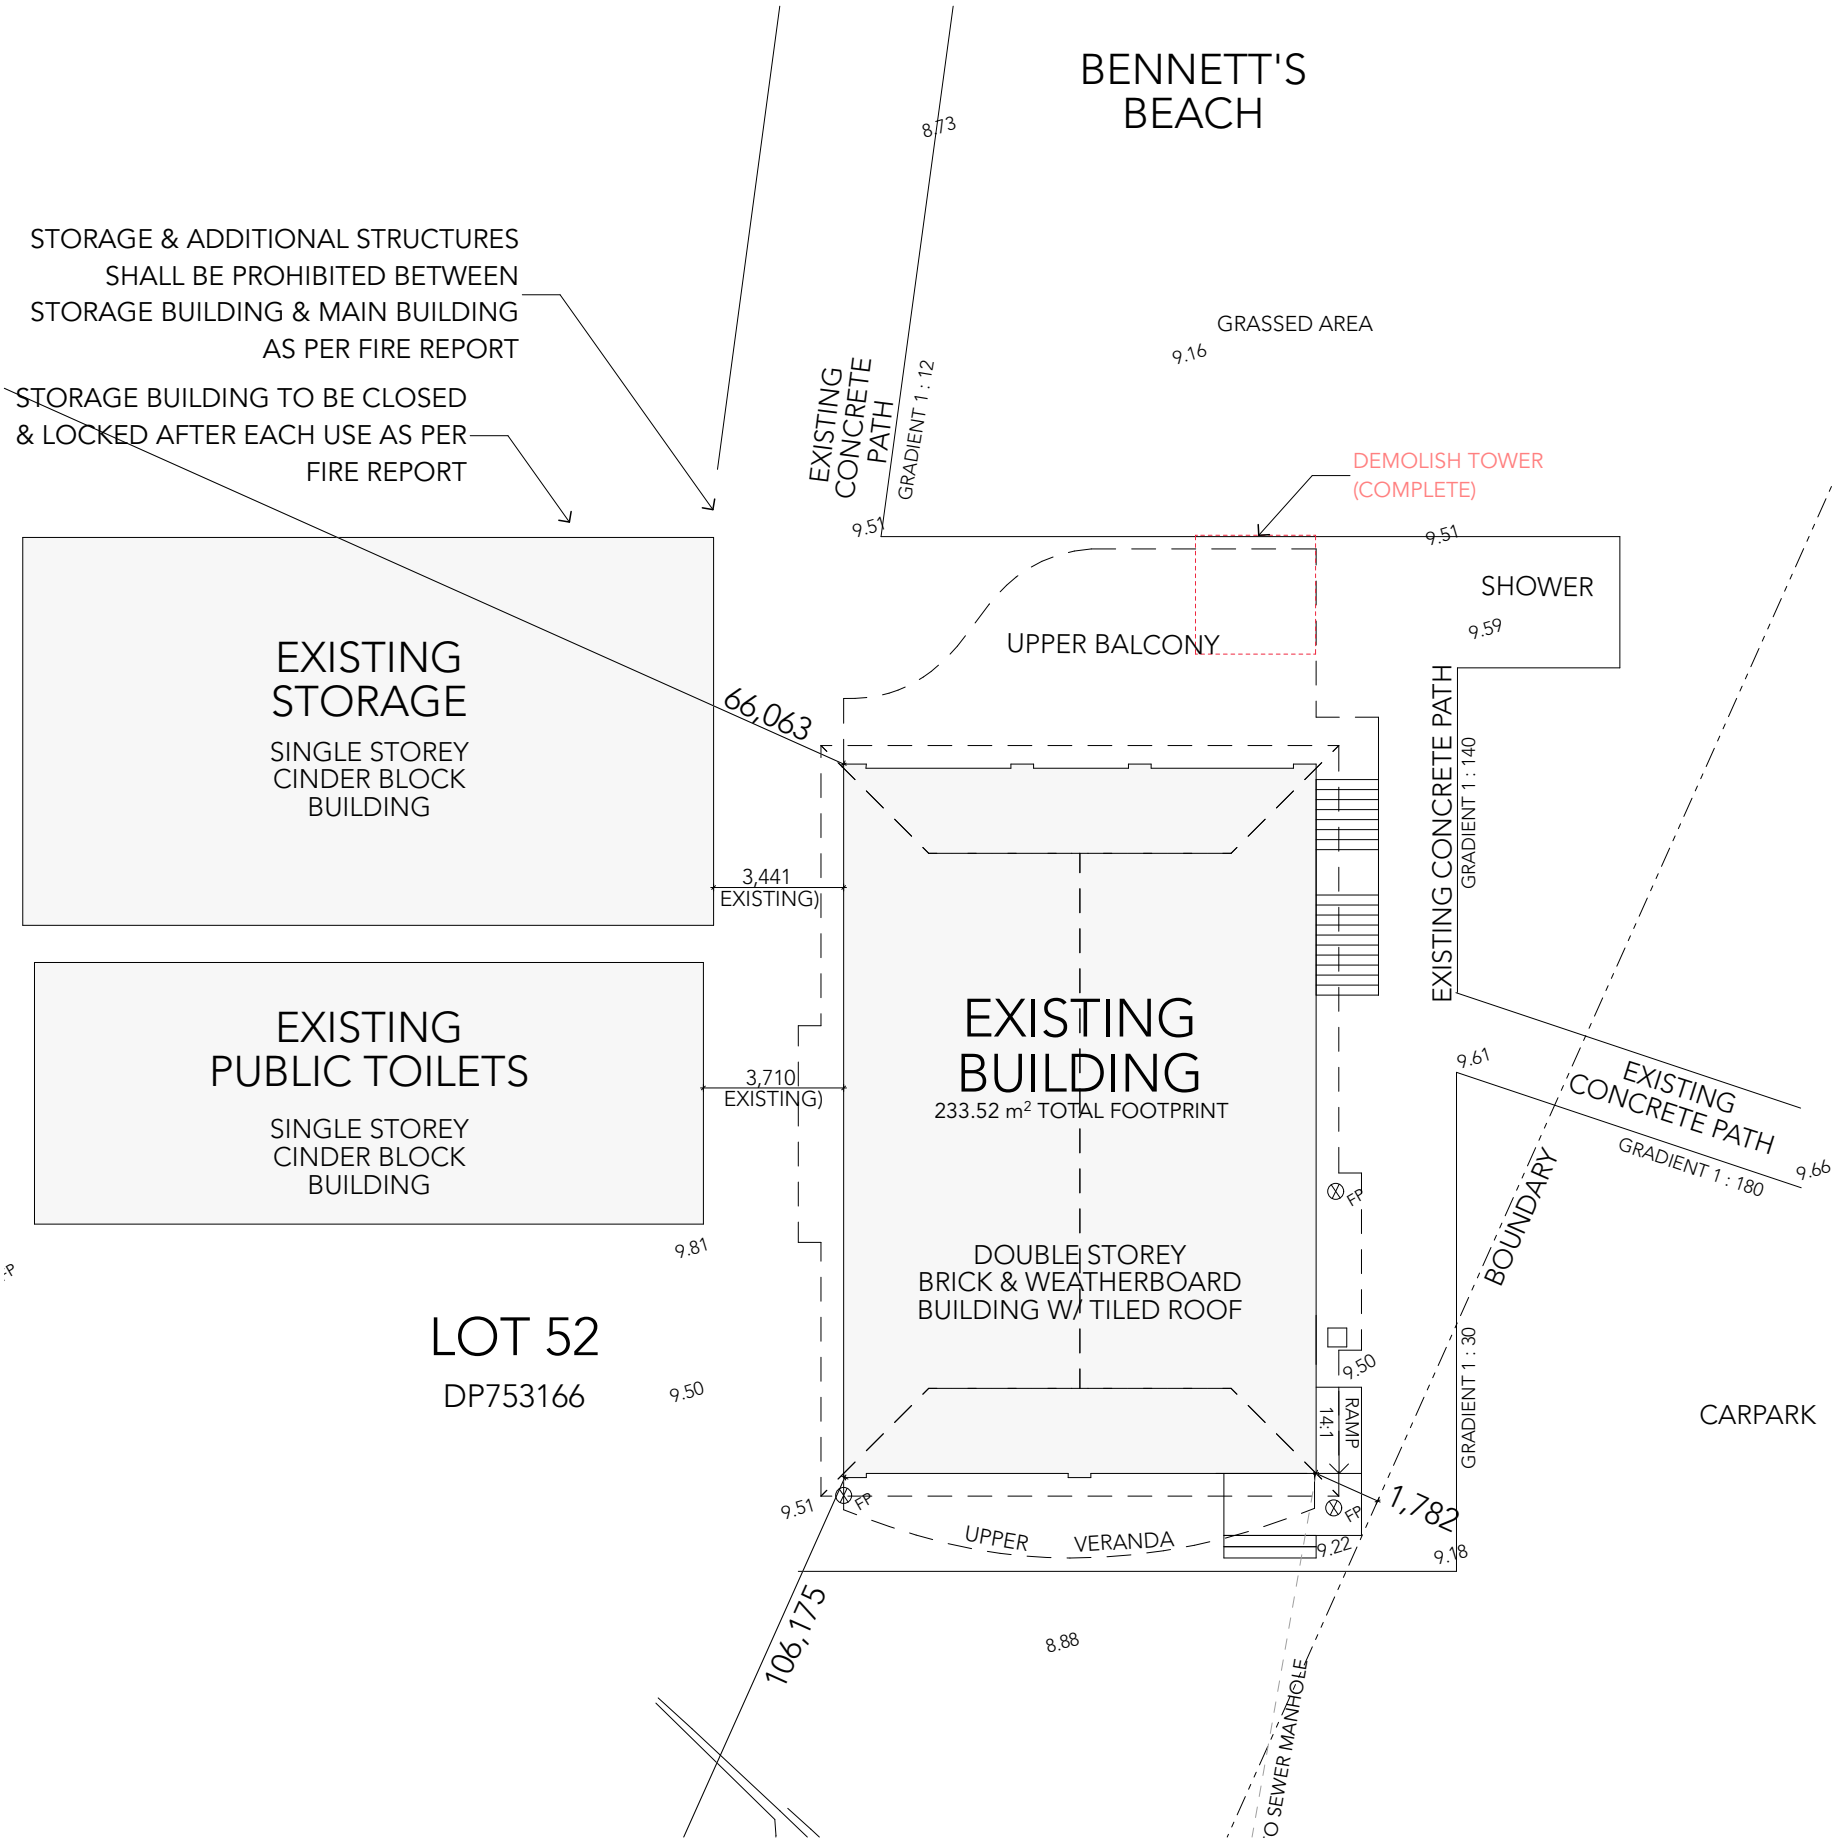 BENNETT'S
BEACH
8.73
STORAGE & ADDITIONAL STRUCTURES
SHALL BE PROHIBITED BETWEEN
STORAGE BUILDING & MAIN BUILDING
AS PER FIRE REPORT
STORAGE BUILDING TO BE CLOSED
& LOCKED AFTER EACH USE AS PER
FIRE REPORT
EXISTING
CONCRETE
PATH
GRADIENT 1 : 12
GRASSED AREA
9.16
DEMOLISH TOWER
(COMPLETE)
9.51
9.51
SHOWER
9.59
UPPER BALCONY
EXISTING
STORAGE
SINGLE STOREY
CINDER BLOCK
BUILDING
66,063
EXISTING CONCRETE PATH
GRADIENT 1 : 140
3,441
EXISTING)
EXISTING
PUBLIC TOILETS
SINGLE STOREY
CINDER BLOCK
BUILDING
3,710
EXISTING)
EXISTING
BUILDING
233.52 m² TOTAL FOOTPRINT
DOUBLE STOREY
BRICK & WEATHERBOARD
BUILDING W/ TILED ROOF
9.61
EXISTING
CONCRETE PATH
GRADIENT 1 : 180
9.66
FP
BOUNDARY
9.81
LOT 52
DP753166
9.50
9.50
RAMP
14:1
GRADIENT 1 : 30
CARPARK
9.51
FP
FP
1,782
UPPER VERANDA
9.22
9.18
106,175
8.88
O SEWER MANHOLE